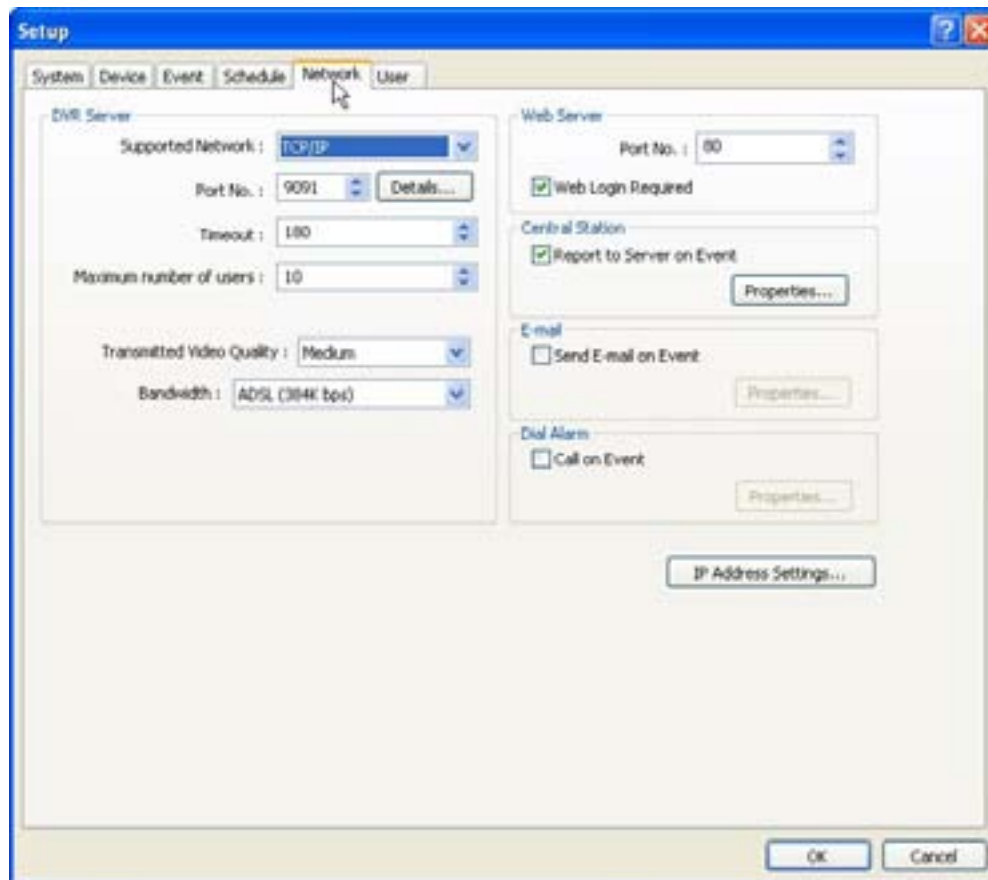 Setup
System Device Event Schedule Network User
DVR Server
Supported Network : TCP/IP
Port No. : 9091 Details...
Timeout : 180
Maximum number of users : 10
Transmitted Video Quality : Medium
Bandwidth : ADSL (384K bps)
Web Server
Port No. : 80
Web Login Required
Central Station
Report to Server on Event
Properties...
E-mail
Send E-mail on Event
Properties...
Dial Alarm
Call on Event
Properties...
IP Address Settings...
OK Cancel